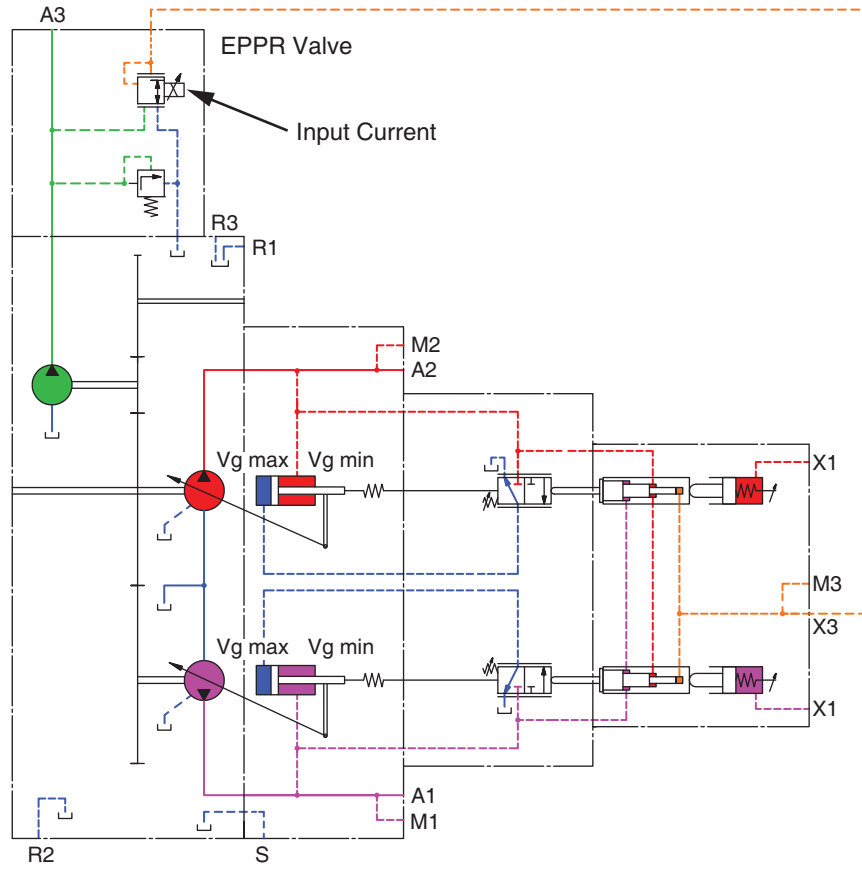 A3
EPPR Valve
Input Current
R3
R1
M2
A2
Vg max Vg min
X1
M3
X3
Vg max Vg min
X1
A1
M1
R2
S